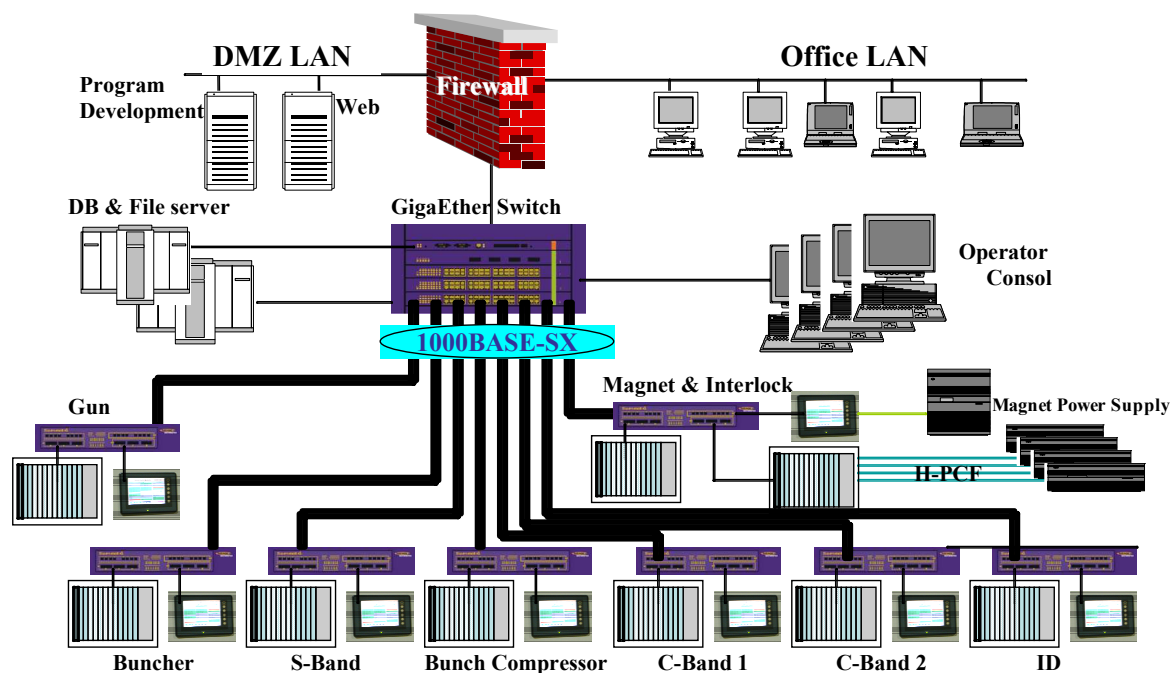 DMZ LAN
Office LAN
Program
Development
Web
Firewall
DB & File server
GigaEther Switch
Operator
Consol
1000BASE-SX
Gun
Magnet & Interlock
Magnet Power Supply
H-PCF
Buncher
S-Band
Bunch Compressor
C-Band 1
C-Band 2
ID